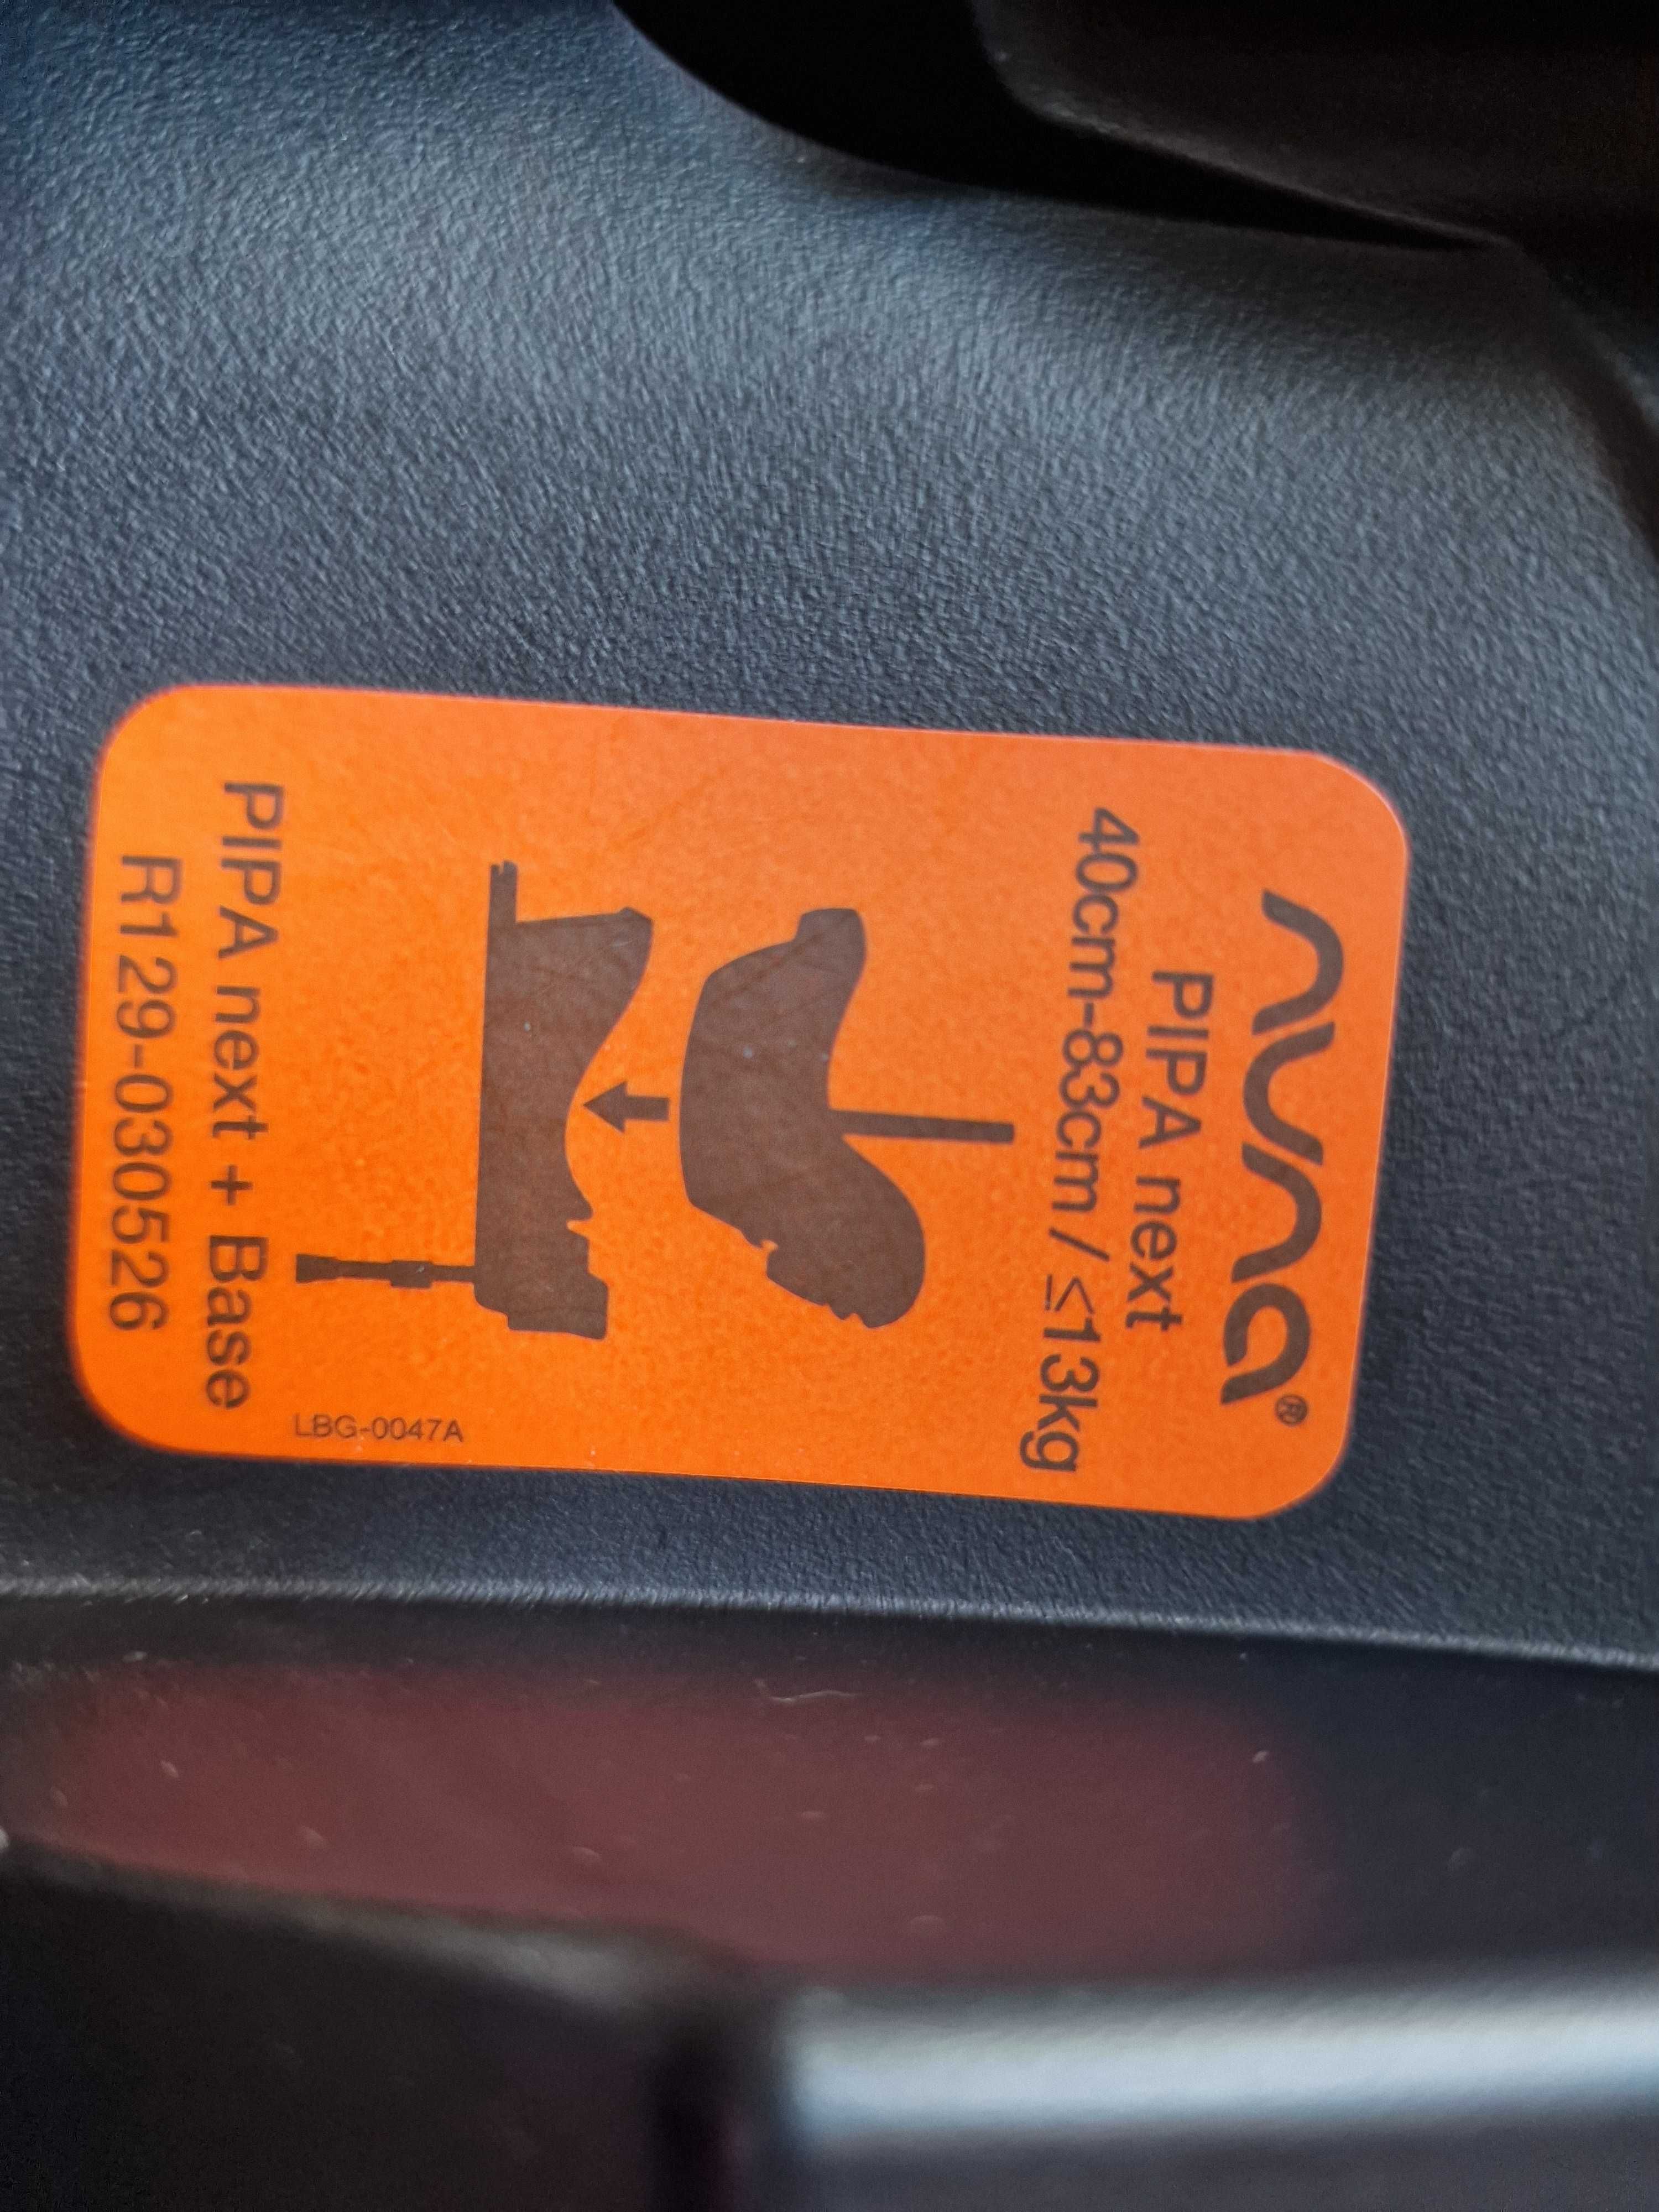 nuna®
PIPA next
40cm-83cm / ≤13kg
LBG-0047A
PIPA next + Base
R129-030526